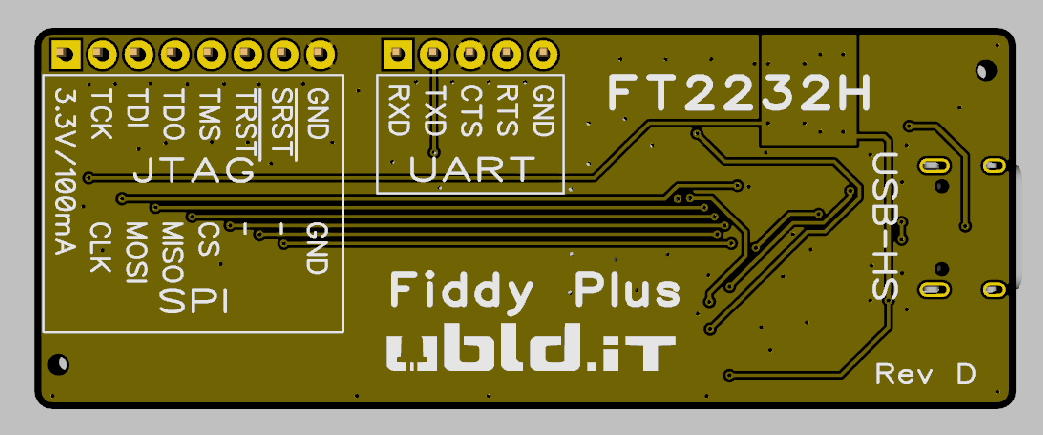 3.3V/100mA
TCK
TDI
TDO
TMS
TRST
SRST
GND
JTAG
CLK
MOSI
MISO
CS
-
-
GND
SPI
RXD
TXD
CTS
RTS
GND
UART
FT2232H
USB-HS
Fiddy Plus
ubld.iT
Rev D